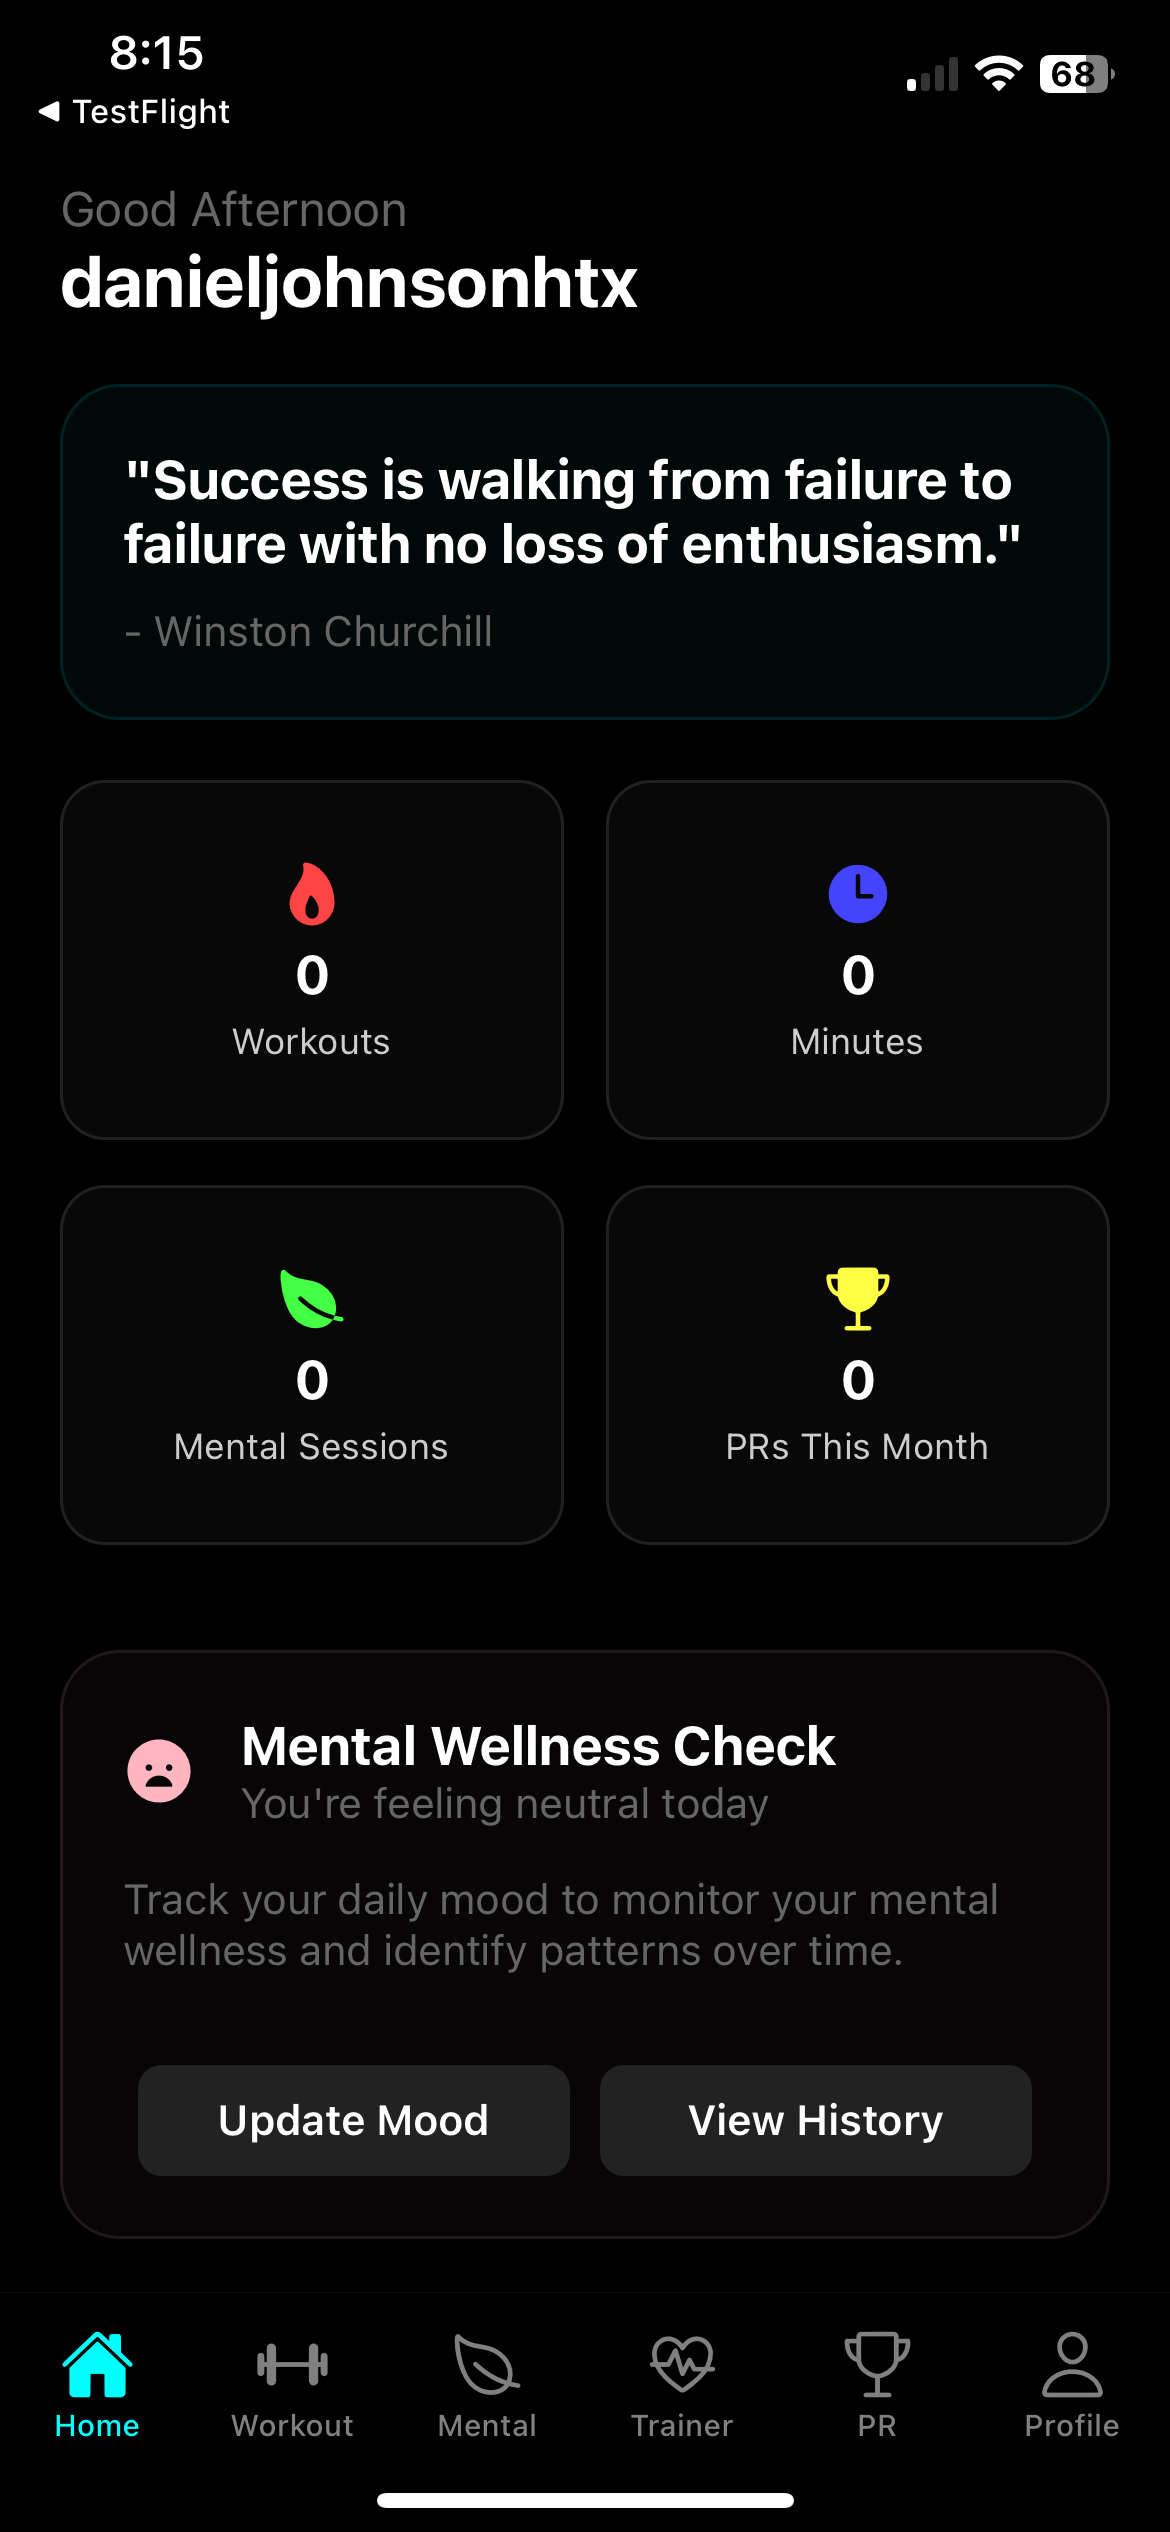 8:15
68
◀ TestFlight
Good Afternoon
danieljohnsonhtx
"Success is walking from failure to
failure with no loss of enthusiasm."
- Winston Churchill
0
Workouts
0
Minutes
0
Mental Sessions
0
PRs This Month
Mental Wellness Check
You're feeling neutral today
Track your daily mood to monitor your mental
wellness and identify patterns over time.
Update Mood
View History
Home
Workout
Mental
Trainer
PR
Profile